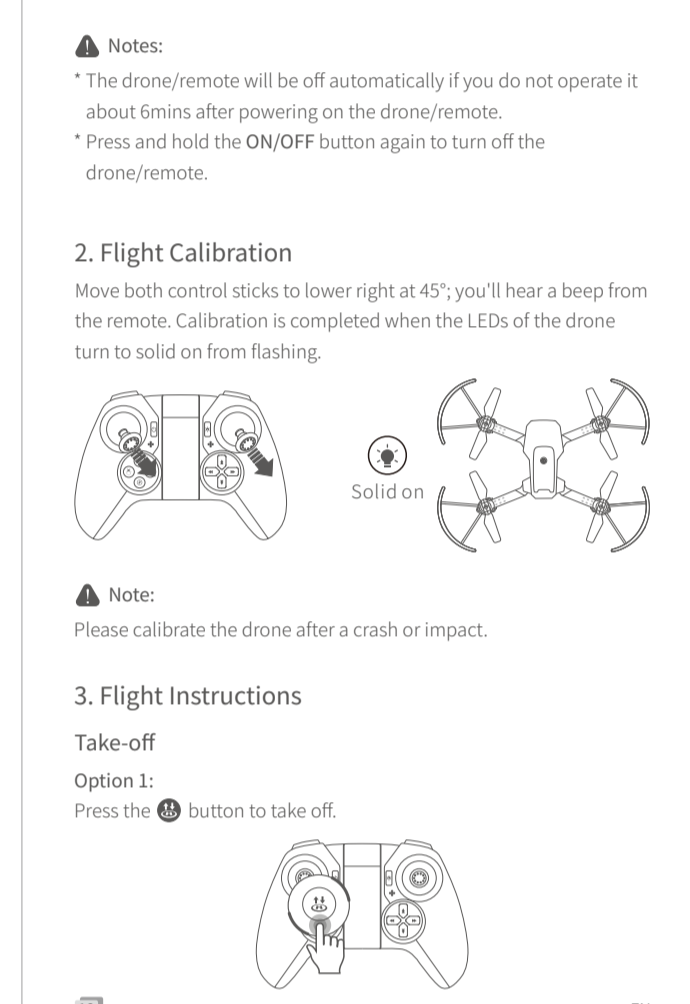 Notes:
* The drone/remote will be off automatically if you do not operate it
about 6mins after powering on the drone/remote.
* Press and hold the ON/OFF button again to turn off the
drone/remote.
2. Flight Calibration
Move both control sticks to lower right at 45°; you'll hear a beep from
the remote. Calibration is completed when the LEDs of the drone
turn to solid on from flashing.
Solid on
Note:
Please calibrate the drone after a crash or impact.
3. Flight Instructions
Take-off
Option 1:
Press the button to take off.